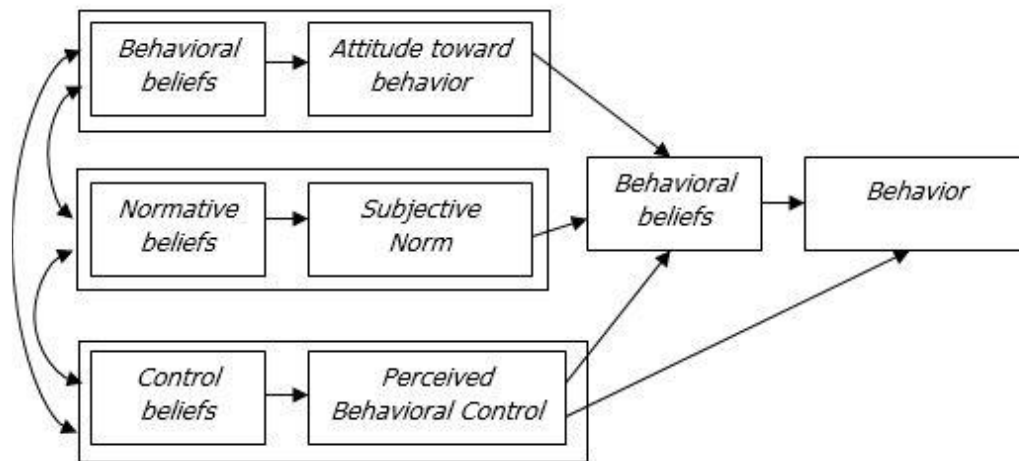 Behavioral
beliefs
Attitude toward
behavior
Normative
beliefs
Subjective
Norm
Behavioral
beliefs
Behavior
Control
beliefs
Perceived
Behavioral Control